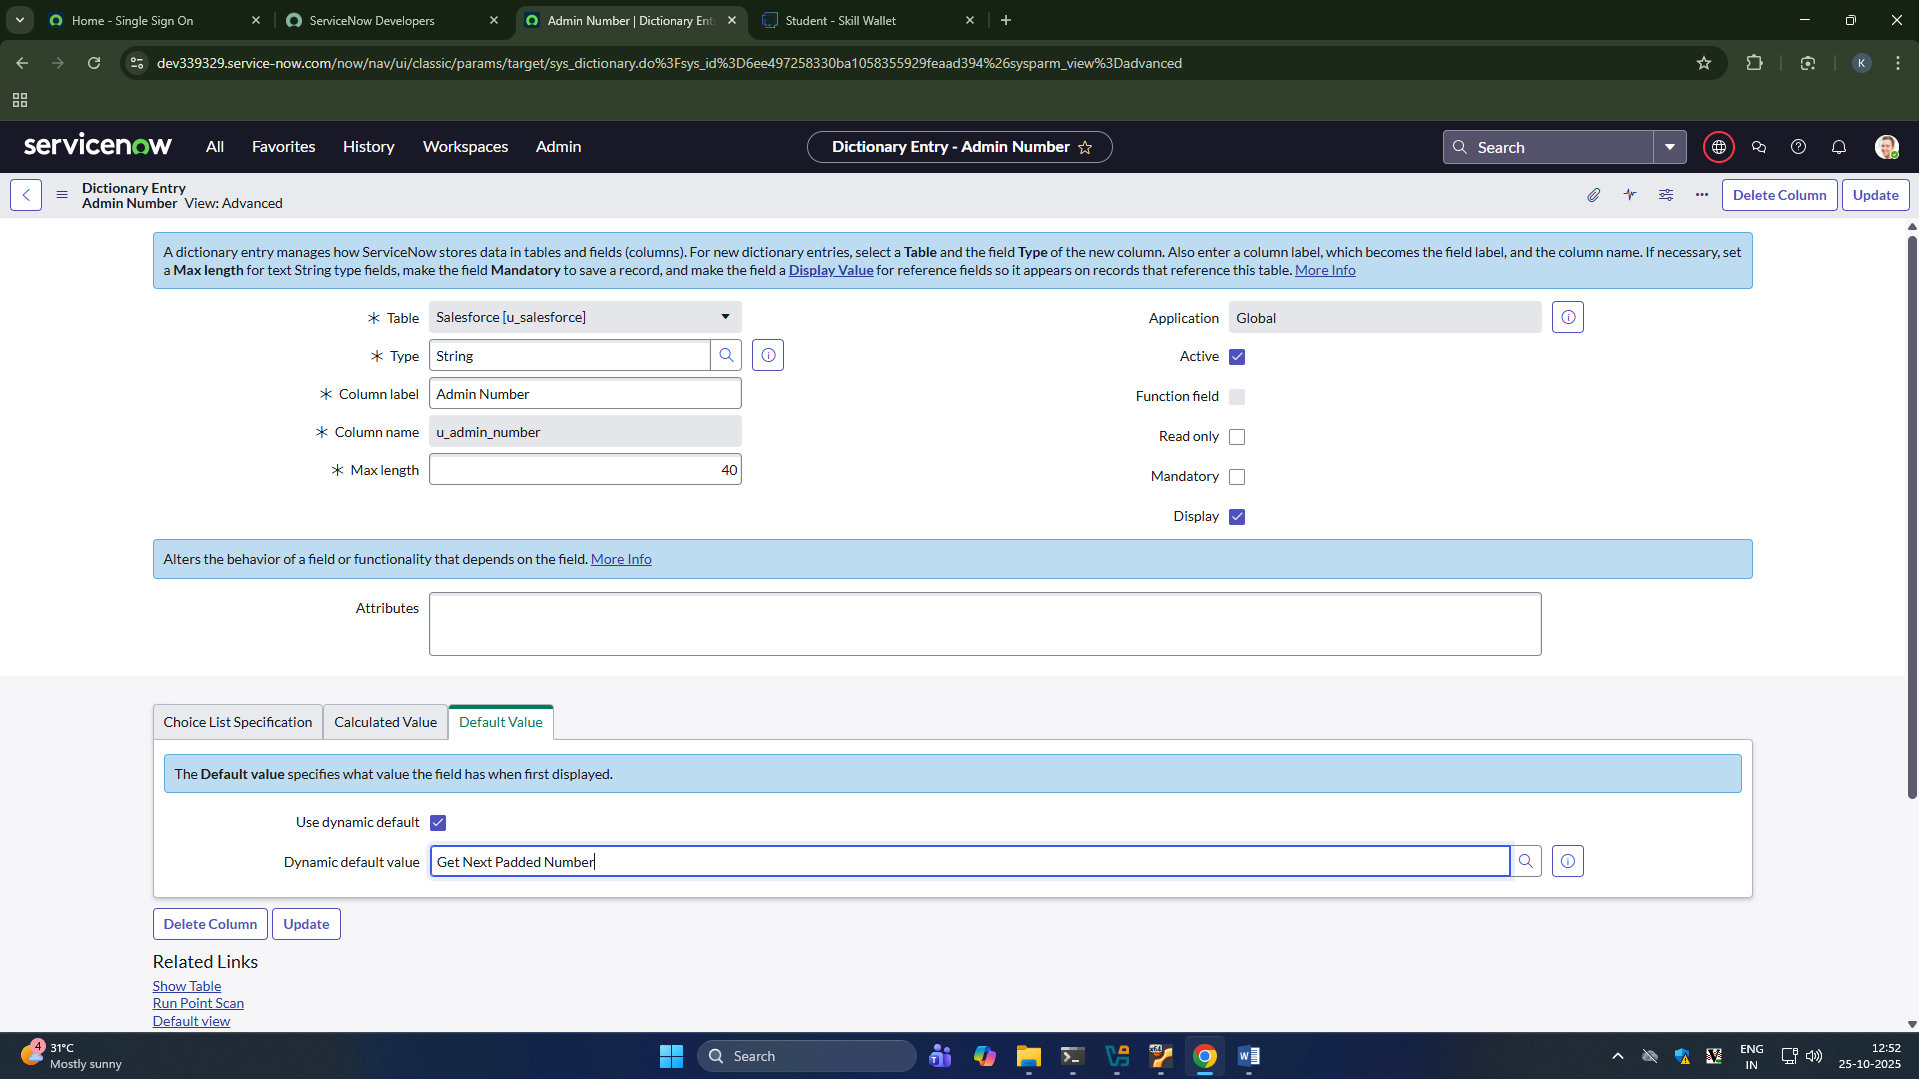 Home - Single Sign On
ServiceNow Developers
Admin Number | Dictionary Ent
Student - Skill Wallet
dev339329.service-now.com/now/nav/ui/classic/params/target/sys_dictionary.do%3Fsys_id%3D6ee497258330ba1058355929feaad394%26sysparm_view%3Dadvanced
K
servicenow
All
Favorites
History
Workspaces
Admin
Dictionary Entry - Admin Number
Search
Dictionary Entry
Admin Number View: Advanced
Delete Column
Update
A dictionary entry manages how ServiceNow stores data in tables and fields (columns). For new dictionary entries, select a Table and the field Type of the new column. Also enter a column label, which becomes the field label, and the column name. If necessary, set
a Max length for text String type fields, make the field Mandatory to save a record, and make the field a Display Value for reference fields so it appears on records that reference this table. More Info
Table
Salesforce [u_salesforce]
Type
String
Column label
Admin Number
Column name
u_admin_number
Max length
40
Application
Global
Active
Function field
Read only
Mandatory
Display
Alters the behavior of a field or functionality that depends on the field. More Info
Attributes
Choice List Specification
Calculated Value
Default Value
The Default value specifies what value the field has when first displayed.
Use dynamic default
Dynamic default value
Get Next Padded Number
Delete Column
Update
Related Links
Show Table
Run Point Scan
Default view
4
31°C
Mostly sunny
Search
ENG
IN
12:52
25-10-2025